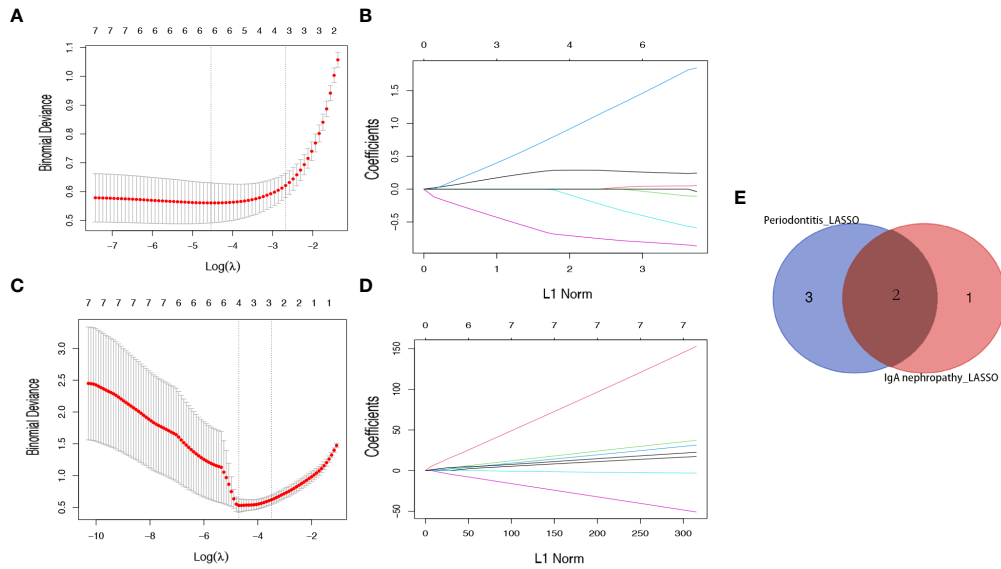 A
7 7 7 7 6 6 6 6 6 5 4 4 3 3 2
Binomial Deviance
1.1
1.0
0.9
0.8
0.7
0.6
0.5
−7 −6 −5 −4 −3 −2
Log(λ)
B
0 3 4 6
Coefficients
1.5
1.0
0.5
0.0
−0.5
0 1 2 3
L1 Norm
C
7 7 7 7 7 7 7 6 6 4 3 3 2 2 1 1
Binomial Deviance
3.0
2.5
2.0
1.5
1.0
0.5
−10 −8 −6 −4 −2
Log(λ)
D
0 6 7 7 7 7 7
Coefficients
150
100
50
0
−50
0 50 100 150 200 250 300
L1 Norm
E
Periodontitis_LASSO
3 2 1
IgA nephropathy_LASSO